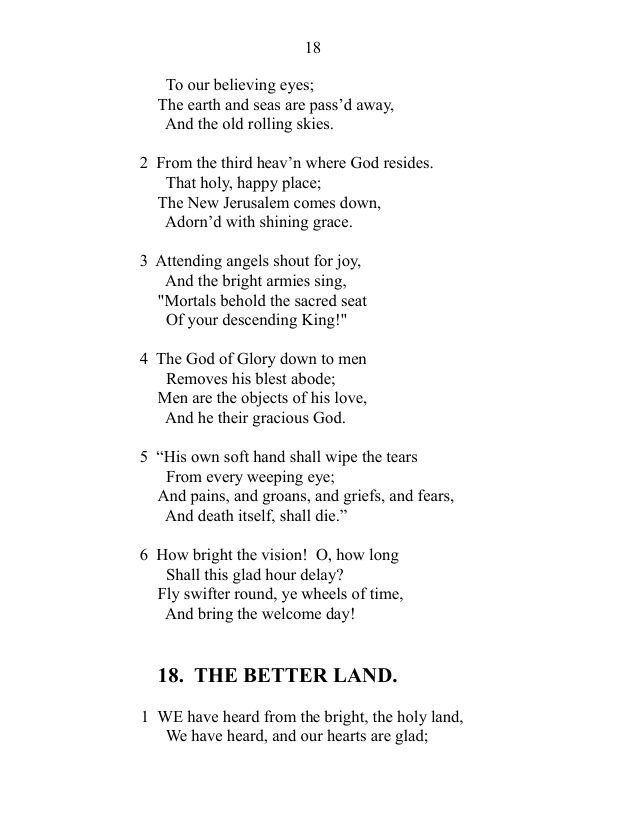 18
To our believing eyes;
The earth and seas are pass’d away,
And the old rolling skies.
2 From the third heav’n where God resides.
That holy, happy place;
The New Jerusalem comes down,
Adorn’d with shining grace.
3 Attending angels shout for joy,
And the bright armies sing,
"Mortals behold the sacred seat
Of your descending King!"
4 The God of Glory down to men
Removes his blest abode;
Men are the objects of his love,
And he their gracious God.
5 “His own soft hand shall wipe the tears
From every weeping eye;
And pains, and groans, and griefs, and fears,
And death itself, shall die.”
6 How bright the vision! O, how long
Shall this glad hour delay?
Fly swifter round, ye wheels of time,
And bring the welcome day!
18. THE BETTER LAND.
1 WE have heard from the bright, the holy land,
We have heard, and our hearts are glad;